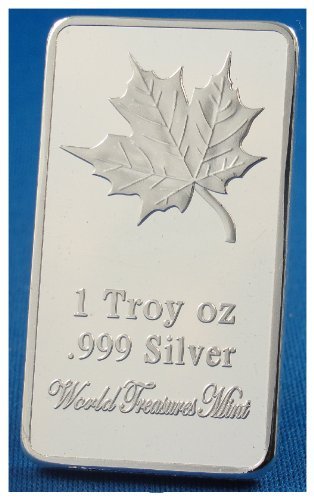 1 Troy oz
.999 Silver
World Treasures Mint